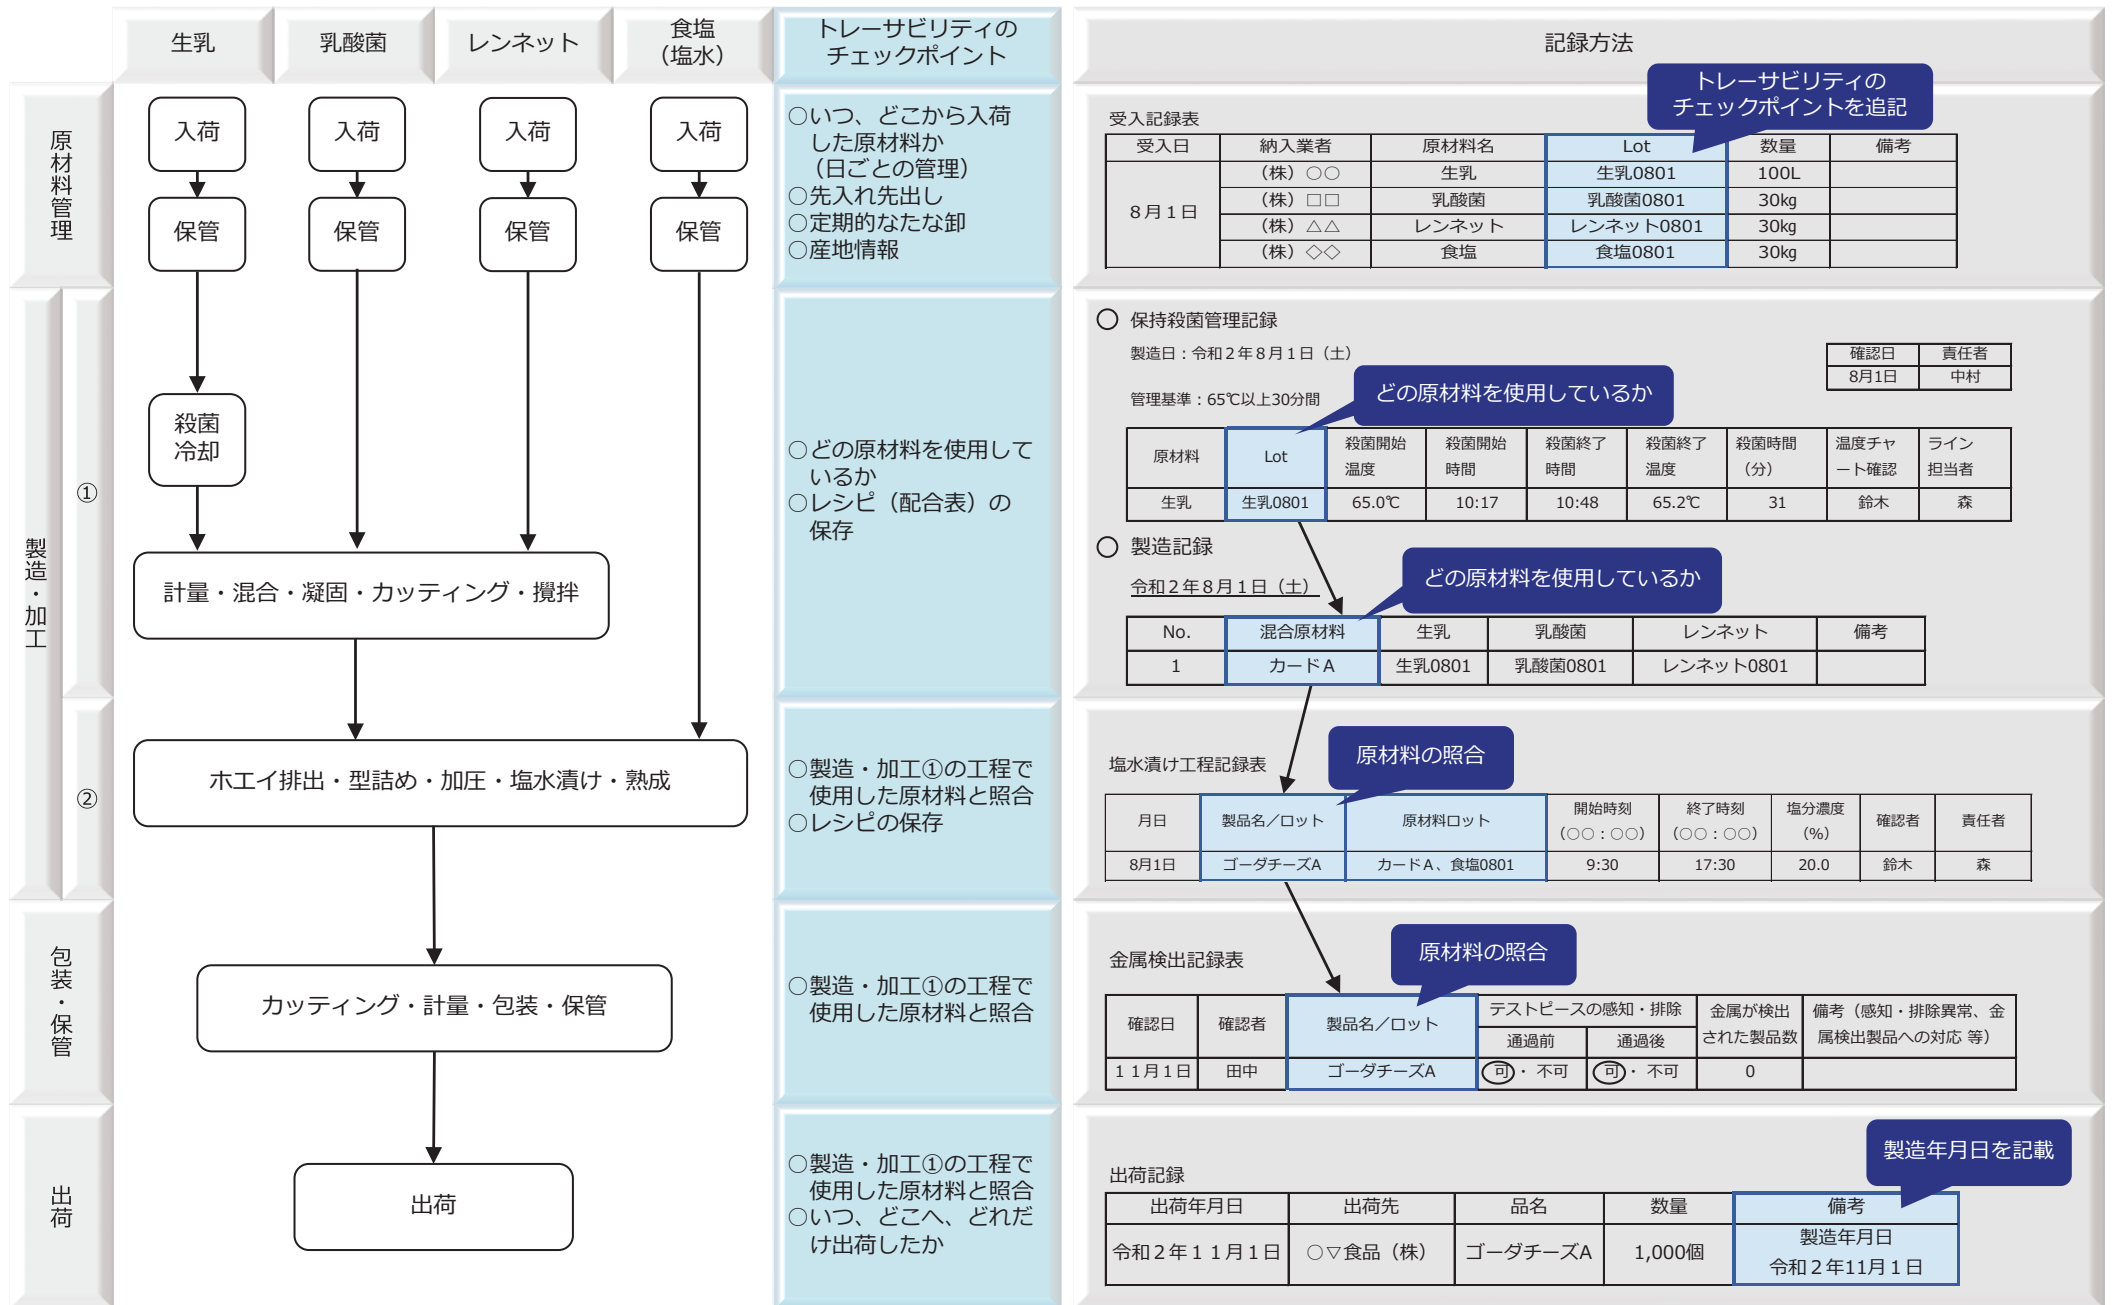 生乳
乳酸菌
レンネット
食塩
（塩水）
トレーサビリティの
チェックポイント
記録方法
原材料管理
入荷
入荷
入荷
入荷
保管
保管
保管
保管
○いつ、どこから入荷
した原材料か
（日ごとの管理）
○先入れ先出し
○定期的なたな卸
○産地情報
トレーサビリティの
チェックポイントを追記
受入記録表
受入日 納入業者 原材料名 Lot 数量 備考
８月１日
（株）○○ 生乳 生乳0801 100L
（株）□□ 乳酸菌 乳酸菌0801 30kg
（株）△△ レンネット レンネット0801 30kg
（株）◇◇ 食塩 食塩0801 30kg
製造・加工
①
殺菌
冷却
計量・混合・凝固・カッティング・攪拌
○どの原材料を使用して
いるか
○レシピ（配合表）の
保存
○ 保持殺菌管理記録
製造日：令和２年８月１日（土）
確認日 責任者
8月1日 中村
管理基準：65℃以上30分間
どの原材料を使用しているか
原材料 Lot 殺菌開始温度 殺菌開始時間 殺菌終了時間 殺菌終了温度 殺菌時間（分） 温度チャート確認 ライン担当者
生乳 生乳0801 65.0℃ 10:17 10:48 65.2℃ 31 鈴木 森
○ 製造記録
令和２年８月１日（土）
どの原材料を使用しているか
No. 混合原材料 生乳 乳酸菌 レンネット 備考
1 カードＡ 生乳0801 乳酸菌0801 レンネット0801
②
ホエイ排出・型詰め・加圧・塩水漬け・熟成
○製造・加工①の工程で
使用した原材料と照合
○レシピの保存
塩水漬け工程記録表
原材料の照合
月日 製品名／ロット 原材料ロット 開始時刻（○○：○○） 終了時刻（○○：○○） 塩分濃度（%） 確認者 責任者
8月1日 ゴーダチーズA カードＡ、食塩0801 9:30 17:30 20.0 鈴木 森
包装・保管
カッティング・計量・包装・保管
○製造・加工①の工程で
使用した原材料と照合
金属検出記録表
原材料の照合
確認日 確認者 製品名／ロット テストピースの感知・排除 金属が検出された製品数 備考（感知・排除異常、金属検出製品への対応 等）
通過前 通過後
１１月１日 田中 ゴーダチーズA 可・ 不可 可・ 不可 0
出荷
出荷
○製造・加工①の工程で
使用した原材料と照合
○いつ、どこへ、どれだ
け出荷したか
製造年月日を記載
出荷記録
出荷年月日 出荷先 品名 数量 備考
令和２年１１月１日 ○▽食品（株） ゴーダチーズA 1,000個 製造年月日
令和２年11月１日